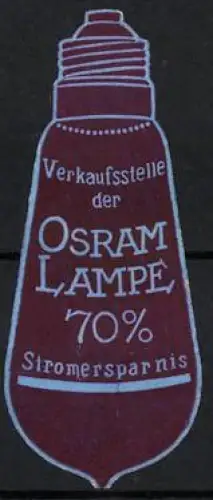 Verkaufsstelle
der
OSRAM
LAMPE
70%
Stromersparnis